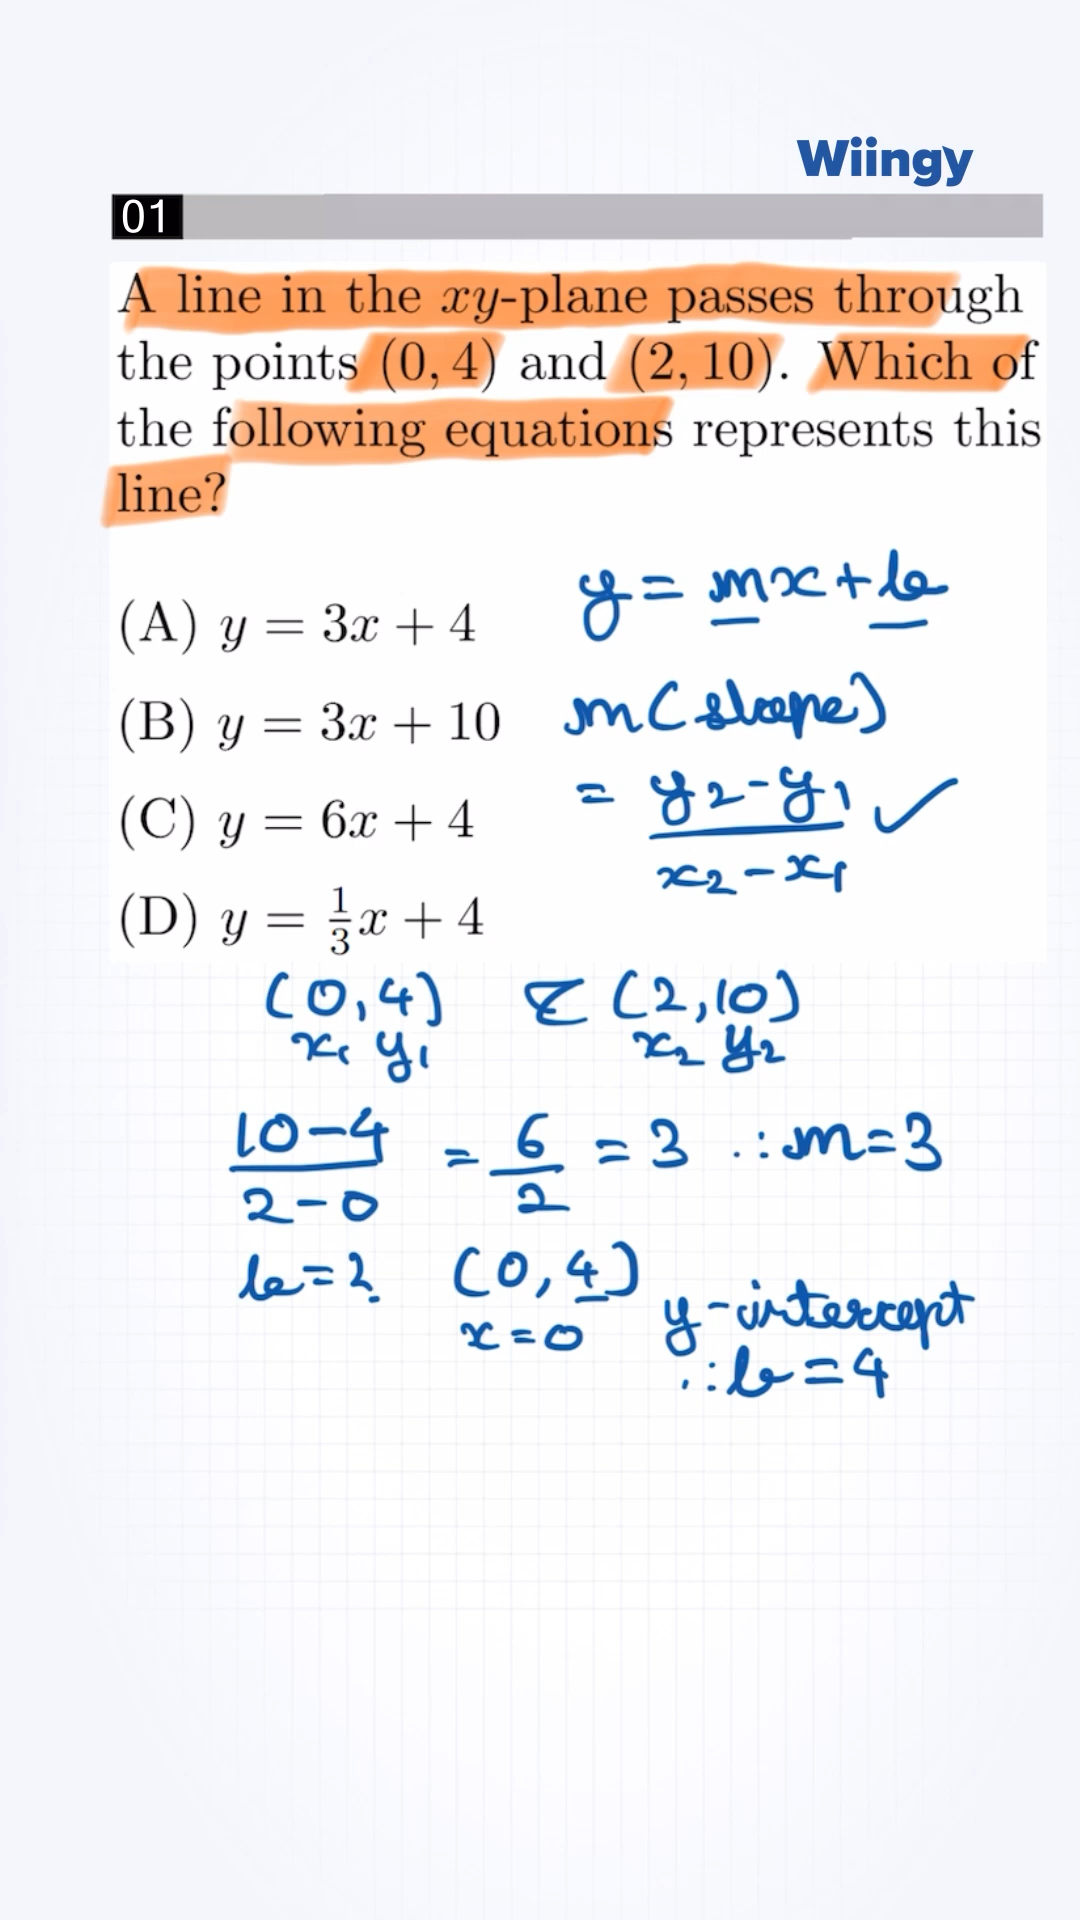 Wiingy
01
A line in the xy-plane passes through
the points (0, 4) and (2, 10). Which of
the following equations represents this
line?
(A) y = 3x + 4
(B) y = 3x + 10
(C) y = 6x + 4
(D) y = 1/3 x + 4
y = mx + b
m (slope)
= y2 - y1 ✓
x2 - x1
(0, 4) & (2, 10)
x1 y1 x2 y2
10-4 = 6 = 3 ∴ m = 3
2-0 2
b = ? (0, 4)
x = 0 y-intercept
∴ b = 4